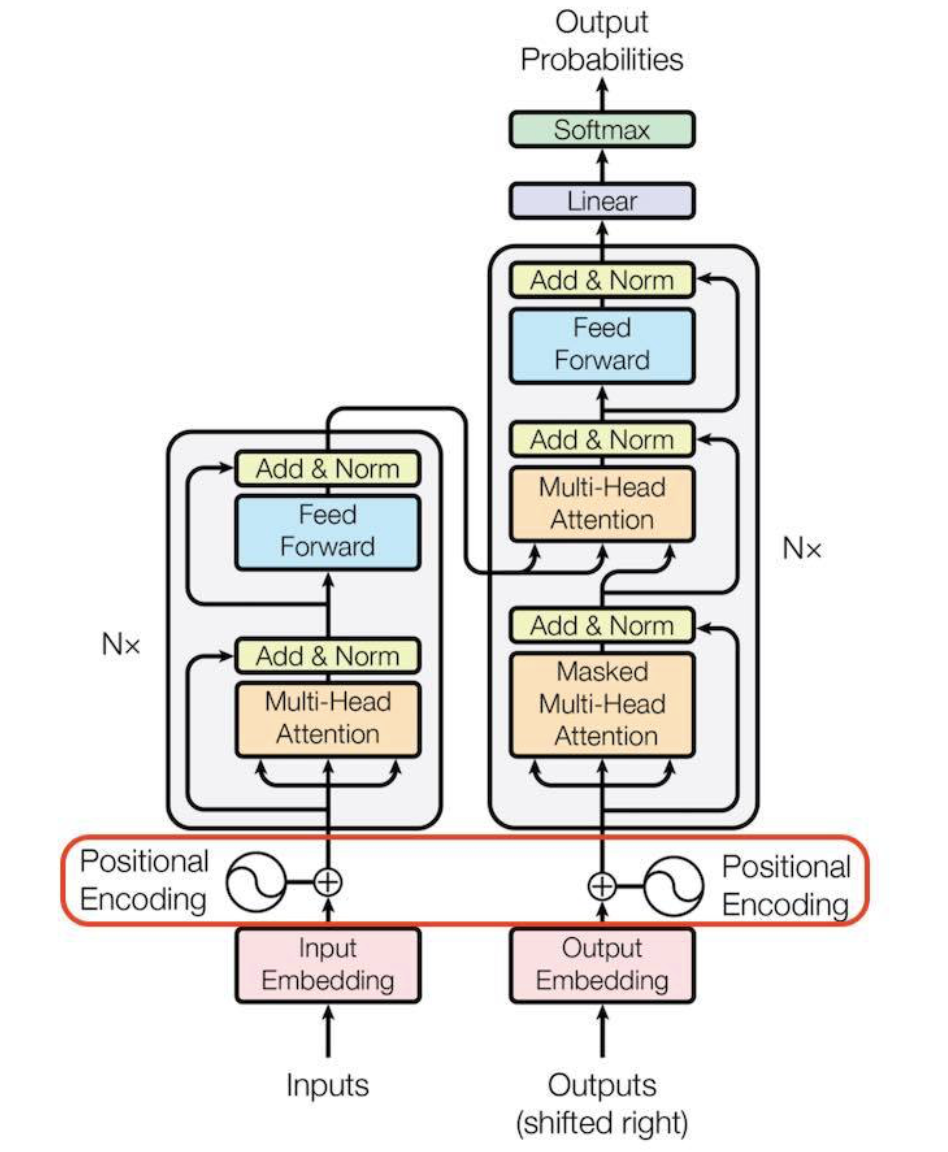 Output
Probabilities
Softmax
Linear
Add & Norm
Feed
Forward
Add & Norm
Multi-Head
Attention
N×
Add & Norm
Masked
Multi-Head
Attention
Add & Norm
Feed
Forward
N×
Add & Norm
Multi-Head
Attention
Positional
Encoding
Positional
Encoding
Input
Embedding
Output
Embedding
Inputs
Outputs
(shifted right)